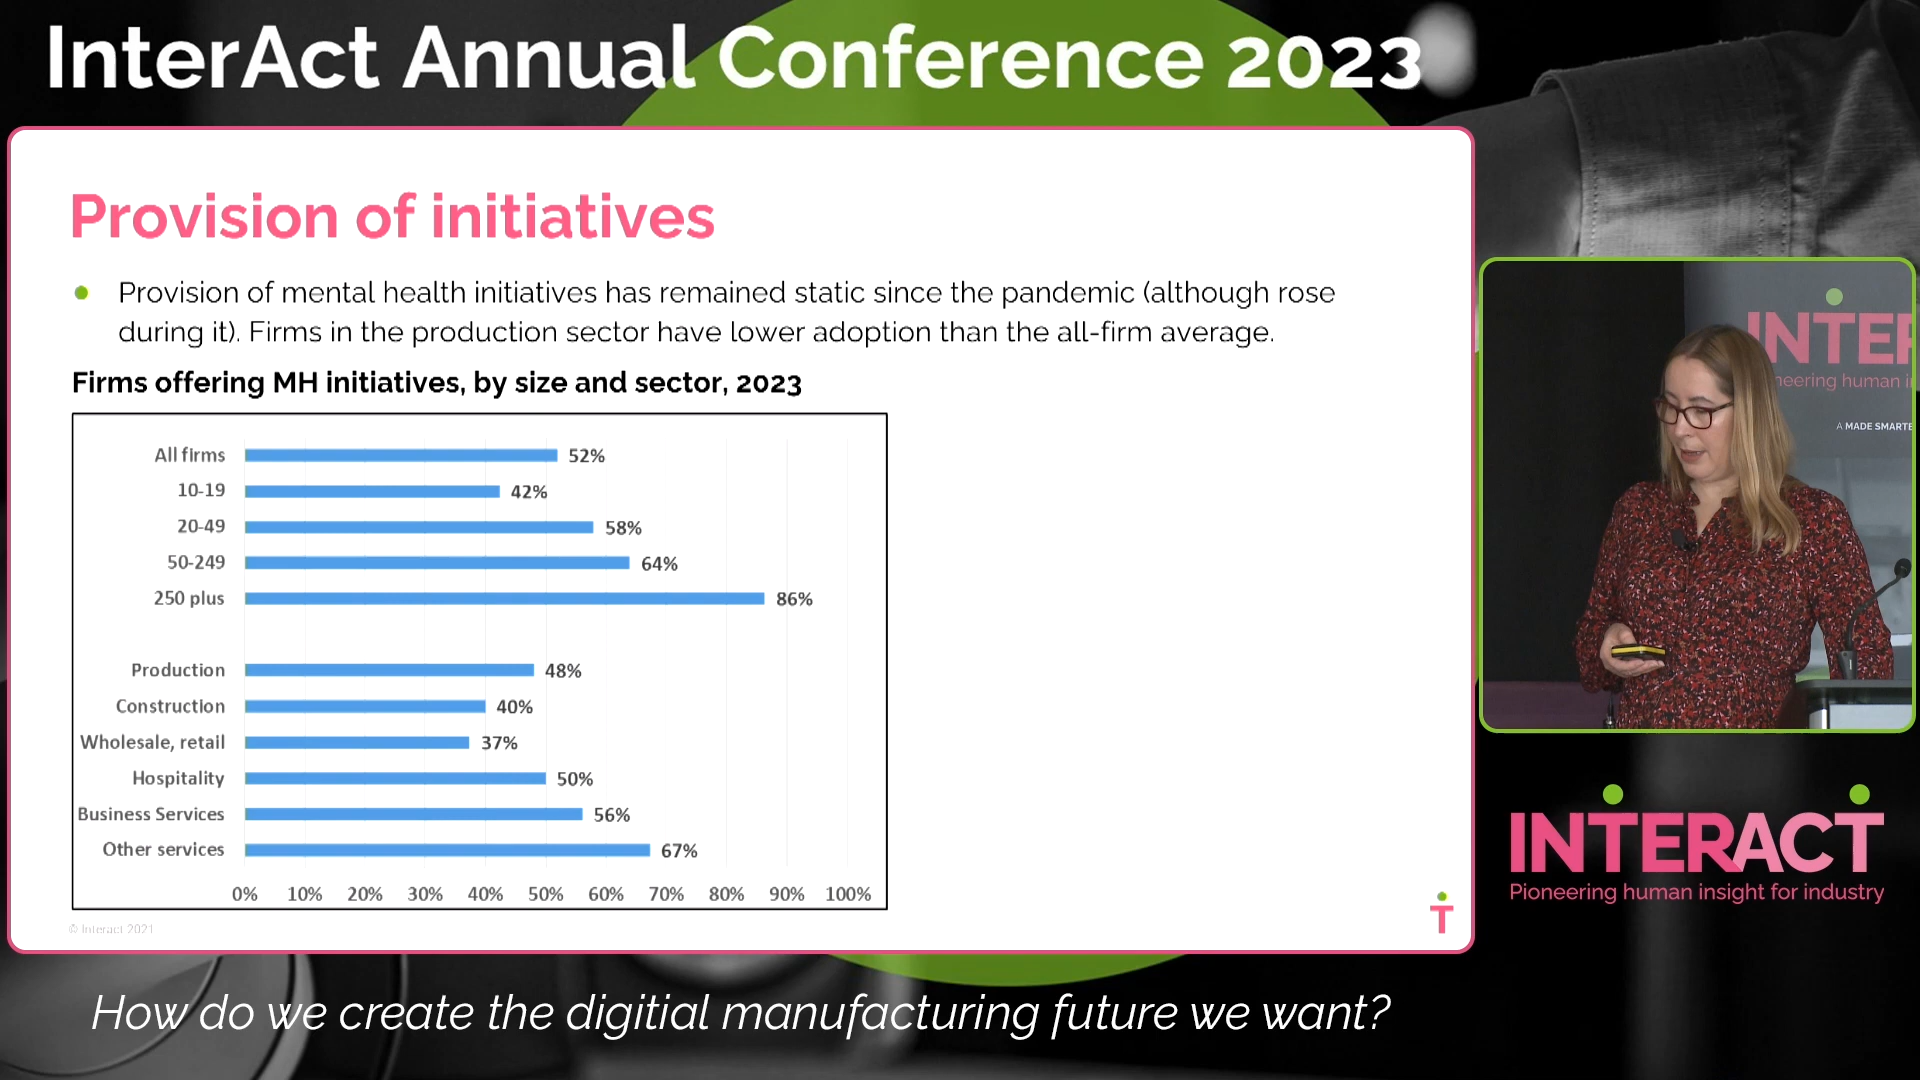 InterAct Annual Conference 2023
Provision of initiatives
Provision of mental health initiatives has remained static since the pandemic (although rose
during it). Firms in the production sector have lower adoption than the all-firm average.
Firms offering MH initiatives, by size and sector, 2023
All firms 52%
10-19 42%
20-49 58%
50-249 64%
250 plus 86%
Production 48%
Construction 40%
Wholesale, retail 37%
Hospitality 50%
Business Services 56%
Other services 67%
0% 10% 20% 30% 40% 50% 60% 70% 80% 90% 100%
© Interact 2021
INTER
neering human i
A MADE SMARTE
INTERACT
Pioneering human insight for industry
How do we create the digitial manufacturing future we want?